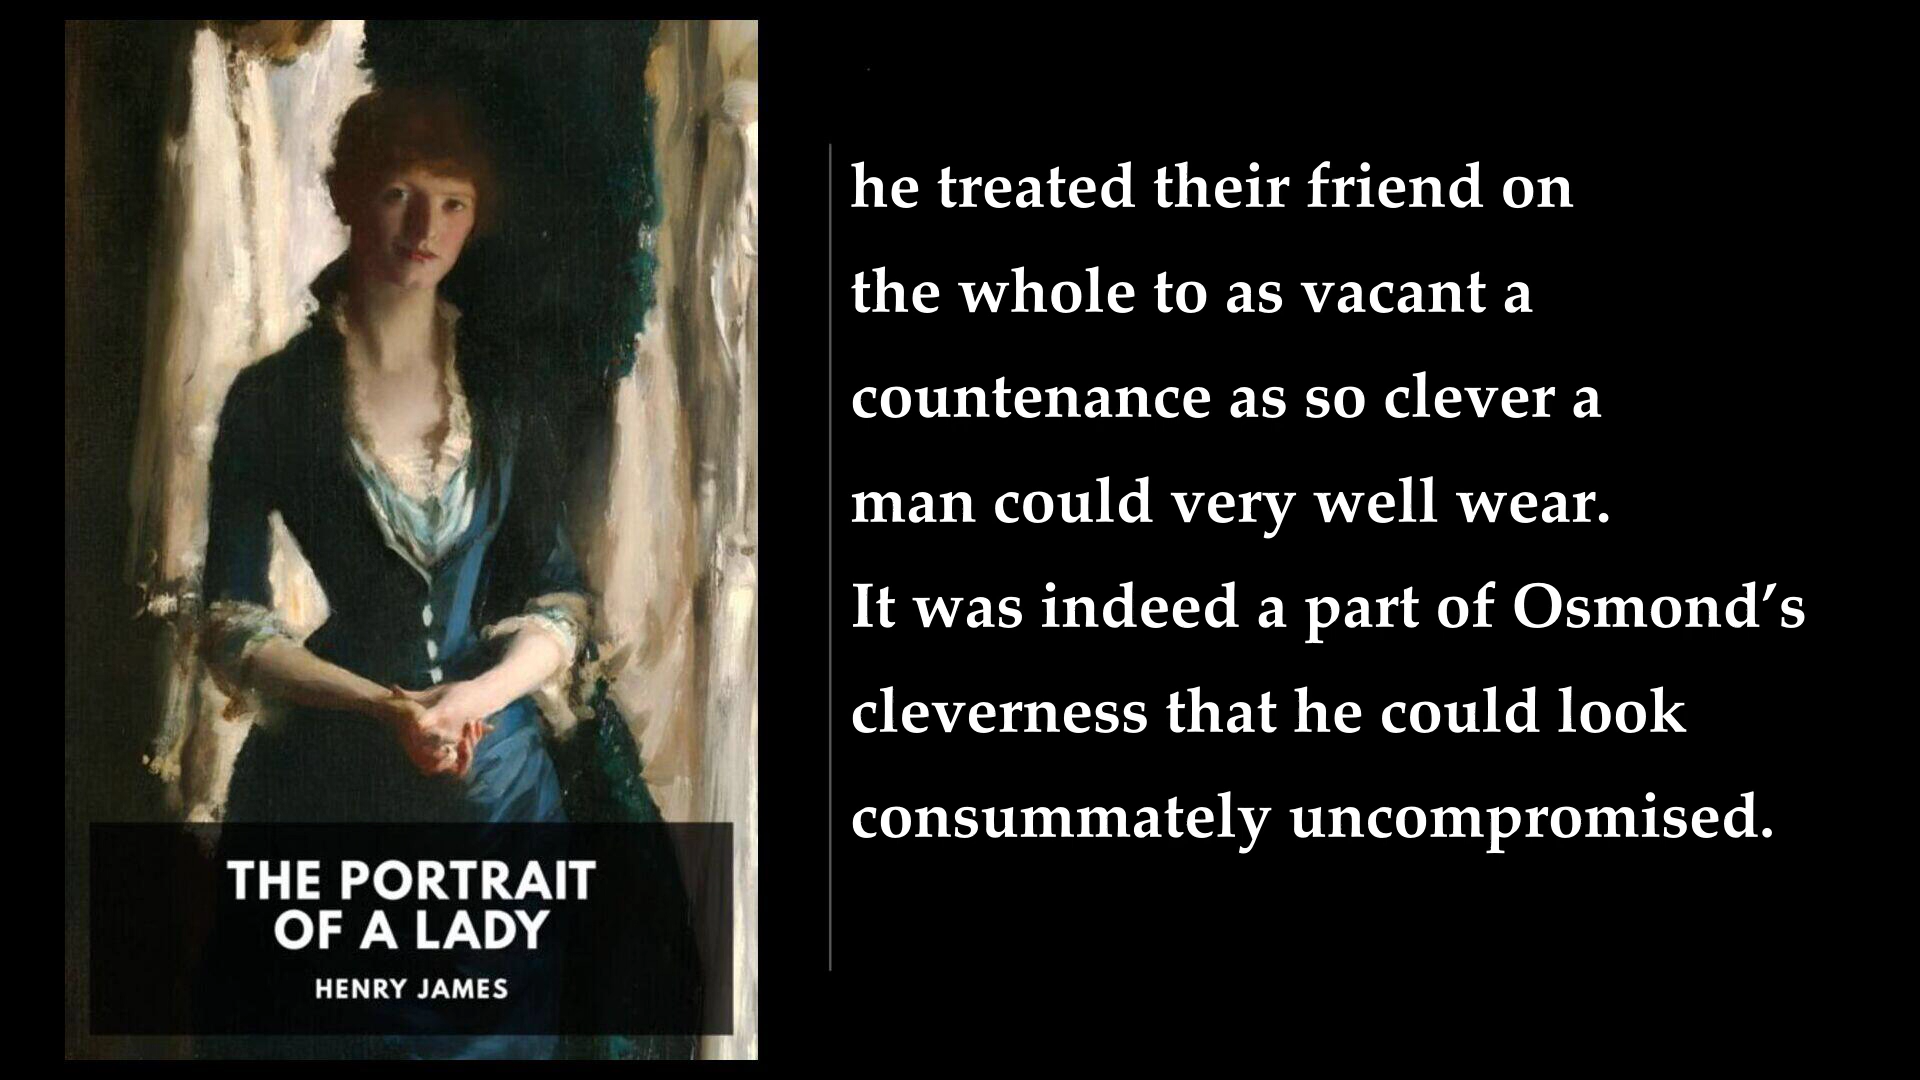 THE PORTRAIT
OF A LADY
HENRY JAMES
he treated their friend on
the whole to as vacant a
countenance as so clever a
man could very well wear.
It was indeed a part of Osmond’s
cleverness that he could look
consummately uncompromised.